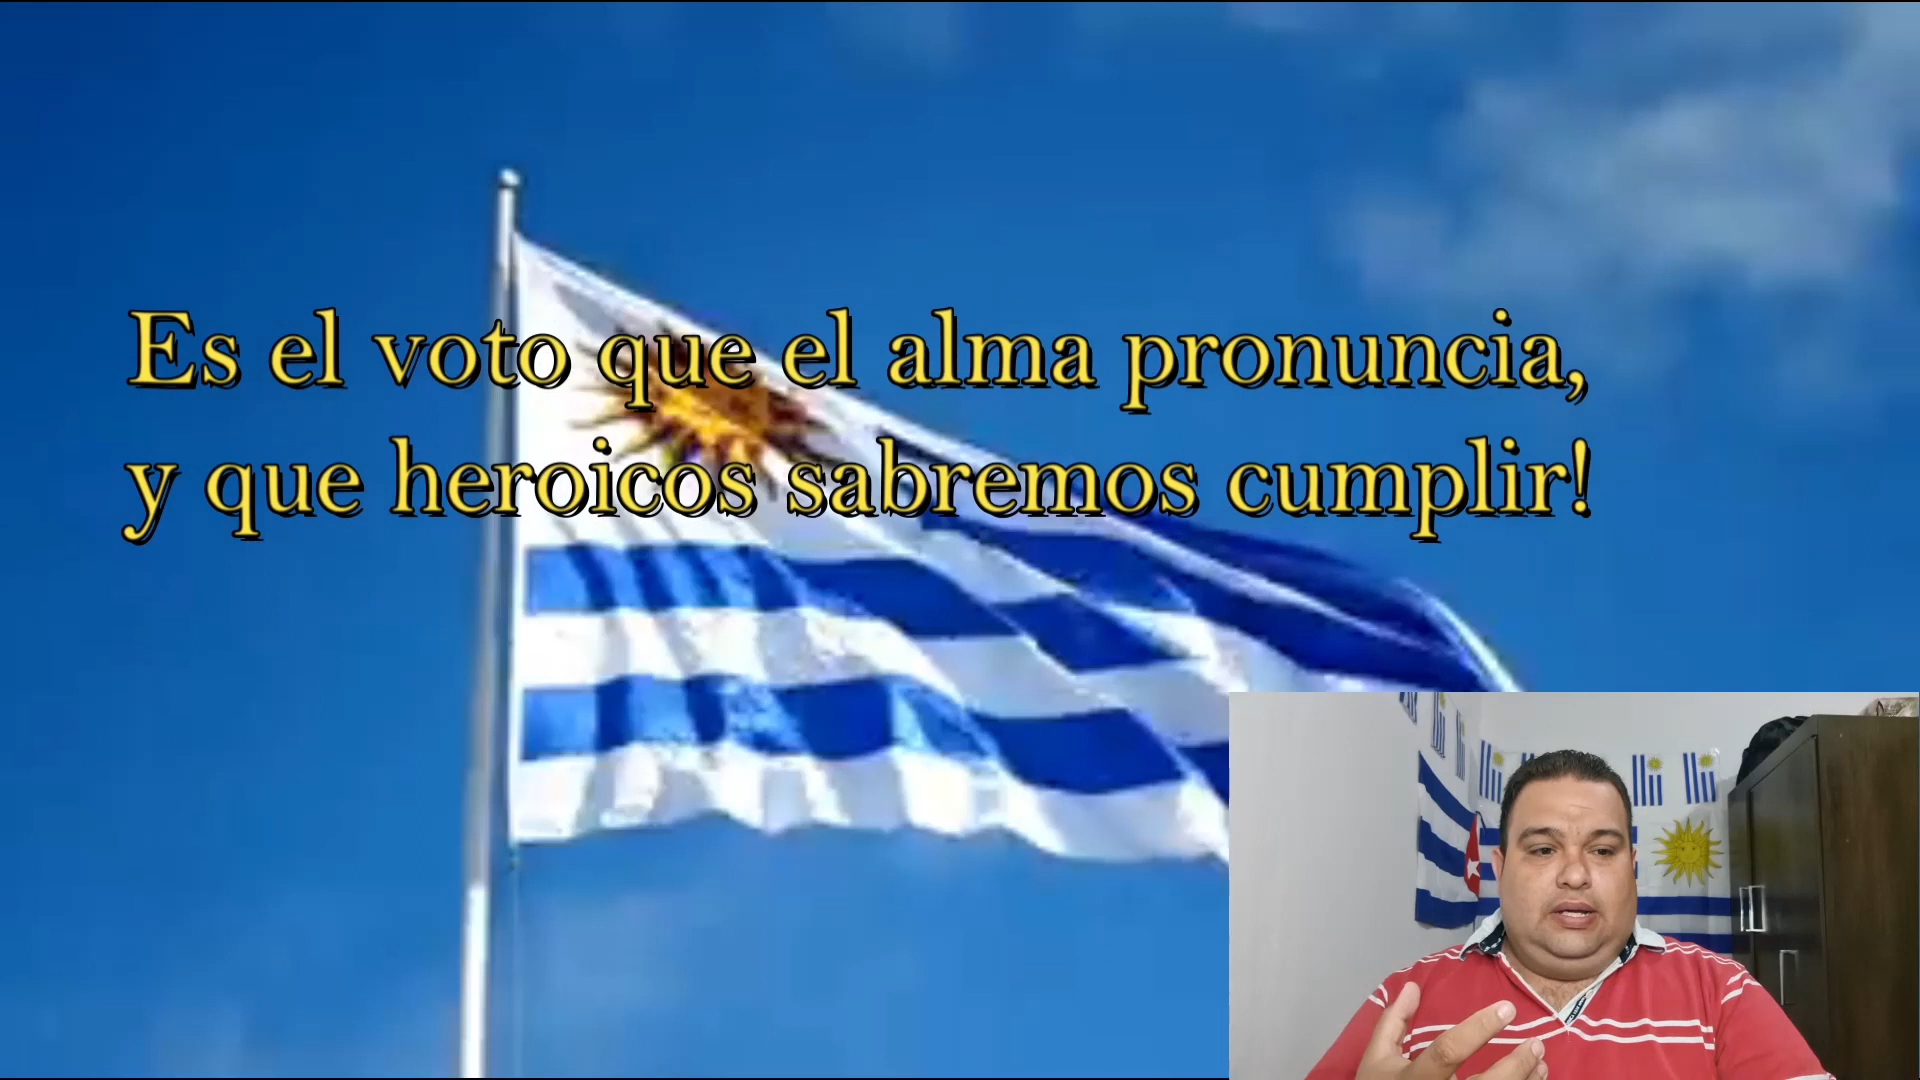 Es el voto que el alma pronuncia,
y que heroicos sabremos cumplir!